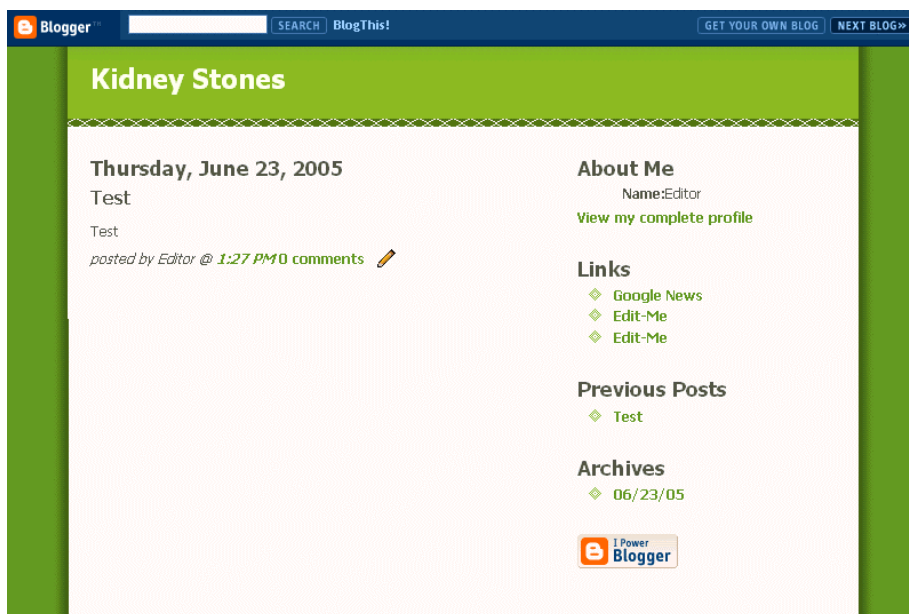 Blogger™ SEARCH BlogThis! GET YOUR OWN BLOG NEXT BLOG»
Kidney Stones
Thursday, June 23, 2005
Test
Test
posted by Editor @ 1:27 PM 0 comments
About Me
Name:Editor
View my complete profile
Links
Google News
Edit-Me
Edit-Me
Previous Posts
Test
Archives
06/23/05
I Power
Blogger